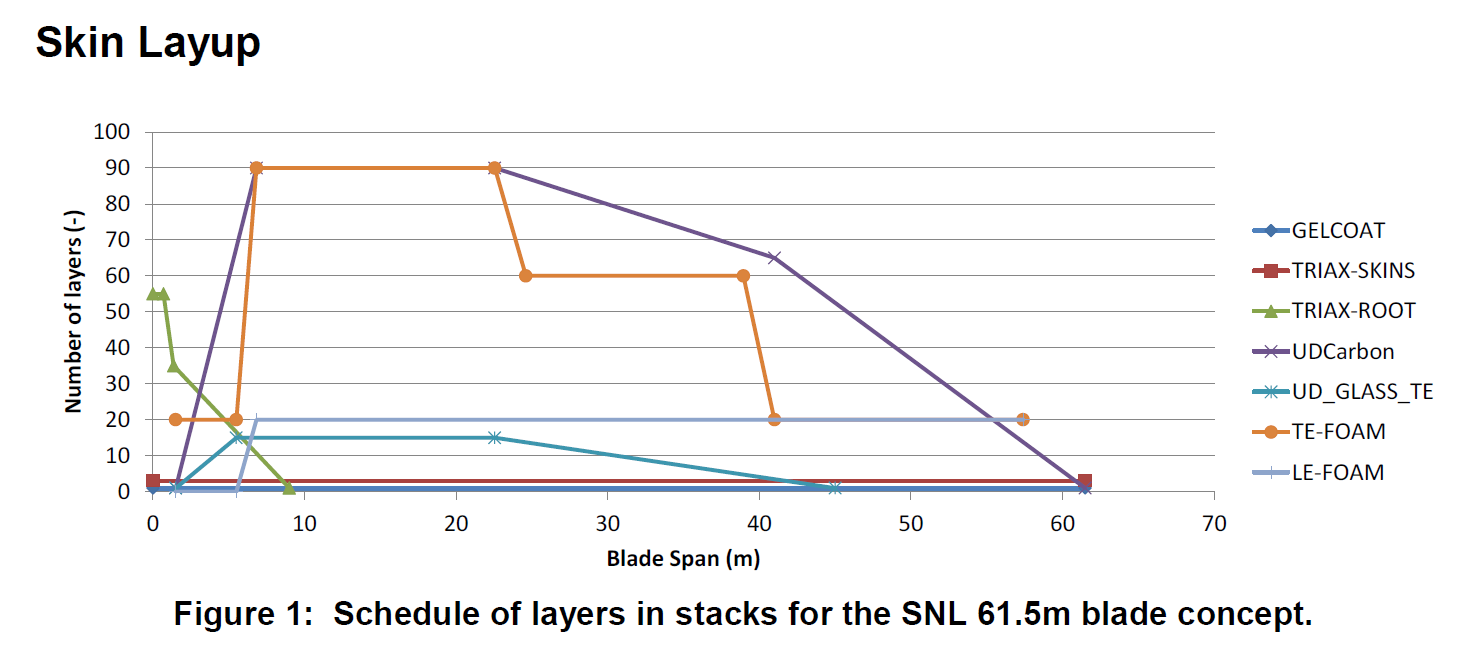 Skin Layup
100
90
80
70
60
50
40
30
20
10
0
Number of layers (-)
0 10 20 30 40 50 60 70
Blade Span (m)
GELCOAT
TRIAX-SKINS
TRIAX-ROOT
UDCarbon
UD_GLASS_TE
TE-FOAM
LE-FOAM
Figure 1: Schedule of layers in stacks for the SNL 61.5m blade concept.